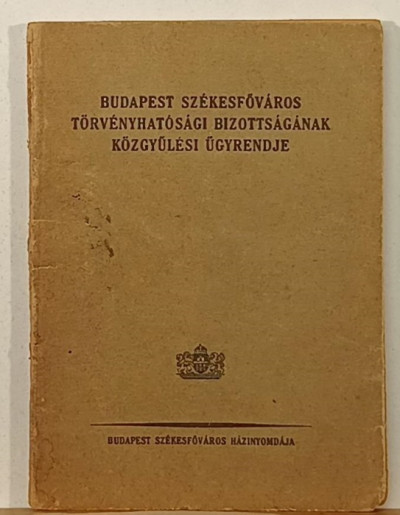 BUDAPEST SZÉKESFŐVÁROS
TÖRVÉNYHATÓSÁGI BIZOTTSÁGÁNAK
KÖZGYŰLÉSI ÜGYRENDJE
BUDAPEST SZÉKESFŐVÁROS HÁZINYOMDÁJA